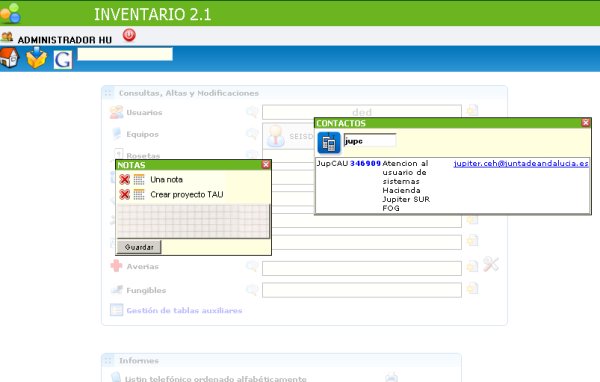 INVENTARIO 2.1
ADMINISTRADOR HU
G
Consultas, Altas y Modificaciones
Usuarios
ded
Equipos
SEISD
Rosetas
CONTACTOS
jupc
JupCAU 346909 Atencion al jupiter.ceh@juntadeandalucia.es
usuario de
sistemas
Hacienda
Jupiter SUR
FOG
NOTAS
Una nota
Crear proyecto TAU
Guardar
Averias
Fungibles
Gestión de tablas auxiliares
Informes
Listin telefónico ordenado alfabéticamente